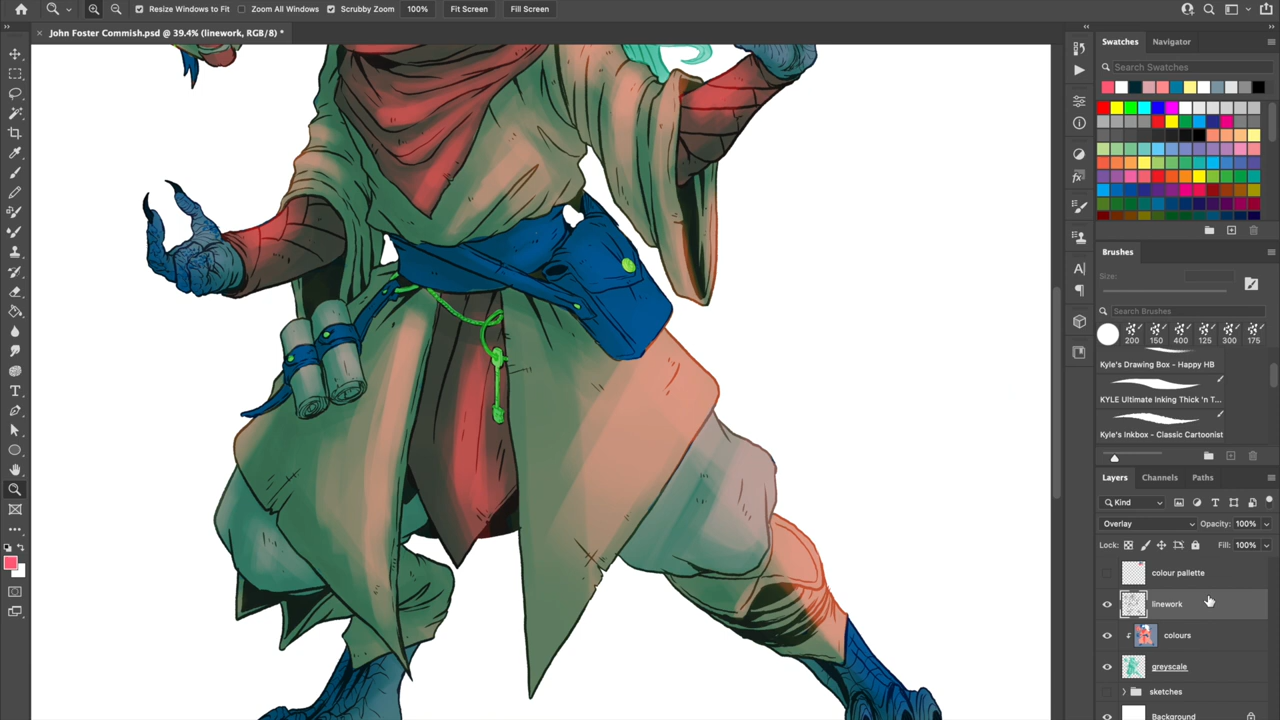 Resize Windows to Fit
Zoom All Windows
Scrubby Zoom
100%
Fit Screen
Fill Screen
John Foster Commish.psd @ 39.4% (linework, RGB/8) *
Swatches
Navigator
Search Swatches
Brushes
Size:
Search Brushes
200
150
400
125
300
175
Kyle's Drawing Box - Happy HB
KYLE Ultimate Inking Thick 'n T...
Kyle's Inkbox - Classic Cartoonist
Layers
Channels
Paths
Kind
Overlay
Opacity: 100%
Lock:
Fill: 100%
colour pallette
linework
colours
greyscale
sketches
Background